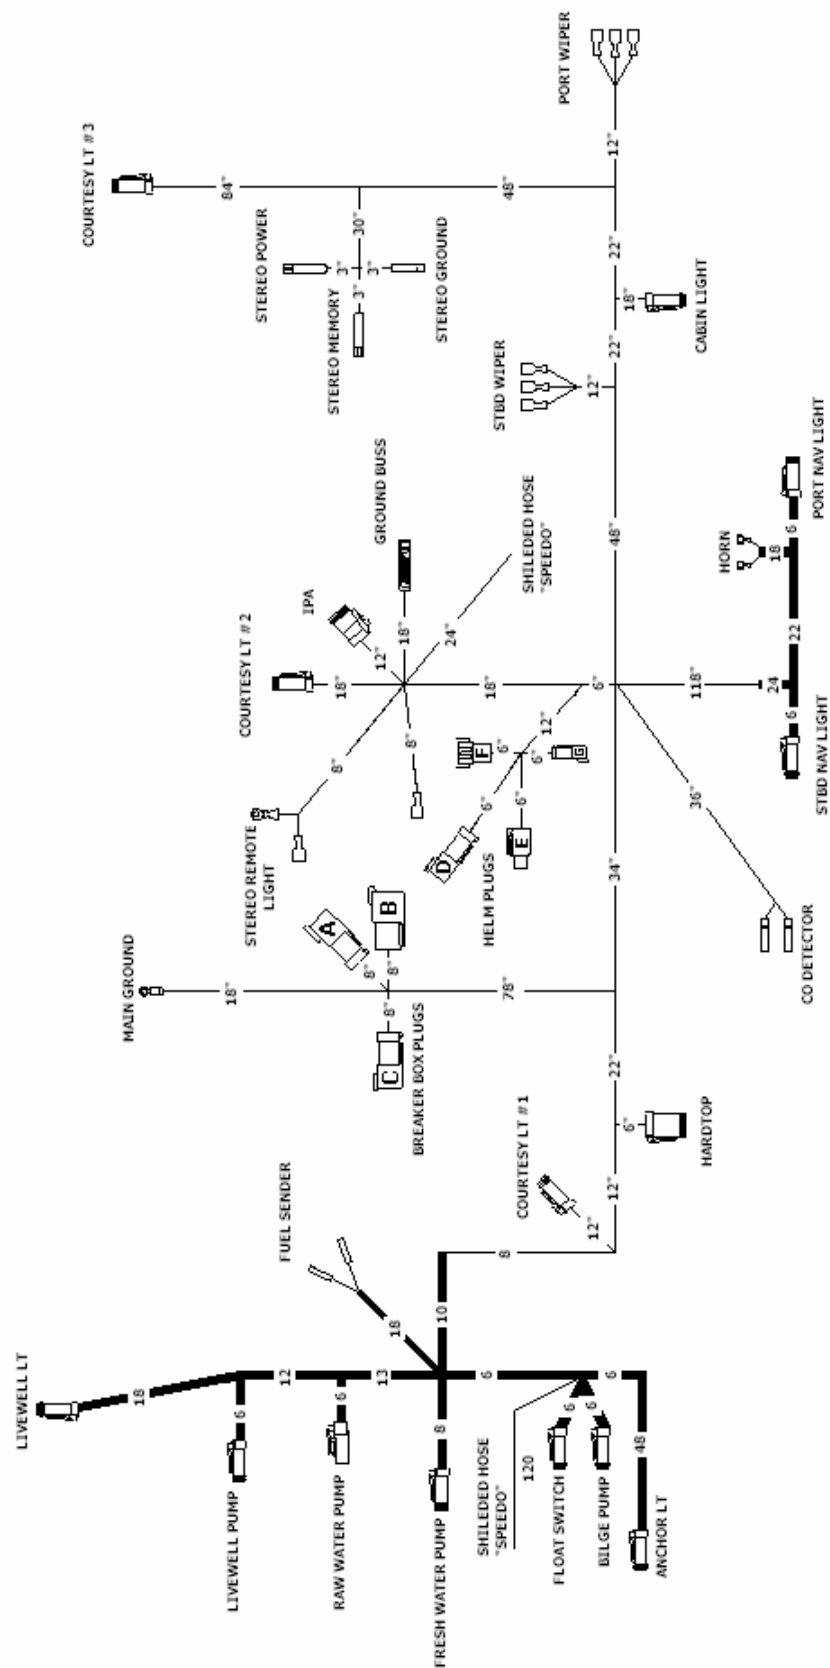 LIVEWELL LT
18
LIVEWELL PUMP
6
12
RAW WATER PUMP
6
13
FRESH WATER PUMP
8
FUEL SENDER
18
10
6
SHILEDED HOSE
"SPEEDO"
120
FLOAT SWITCH
6
BILGE PUMP
6
6
ANCHOR LT
48
8
COURTESY LT #1
12"
12"
HARDTOP
6"
22"
MAIN GROUND
18"
A
8"
B
8"
C
8"
BREAKER BOX PLUGS
78"
34"
STEREO REMOTE
LIGHT
8"
8"
COURTESY LT #2
18"
IPA
12"
GROUND BUSS
18"
SHILEDED HOSE
"SPEEDO"
24"
18"
HELM PLUGS
D
6"
E
6"
F
6"
G
6"
12"
6"
CO DETECTOR
36"
118"
24
STBD NAV LIGHT
6
22
HORN
18
PORT NAV LIGHT
6
48"
STBD WIPER
12"
22"
CABIN LIGHT
18"
22"
COURTESY LT #3
84"
STEREO POWER
3"
STEREO MEMORY
3"
STEREO GROUND
3"
30"
48"
PORT WIPER
12"